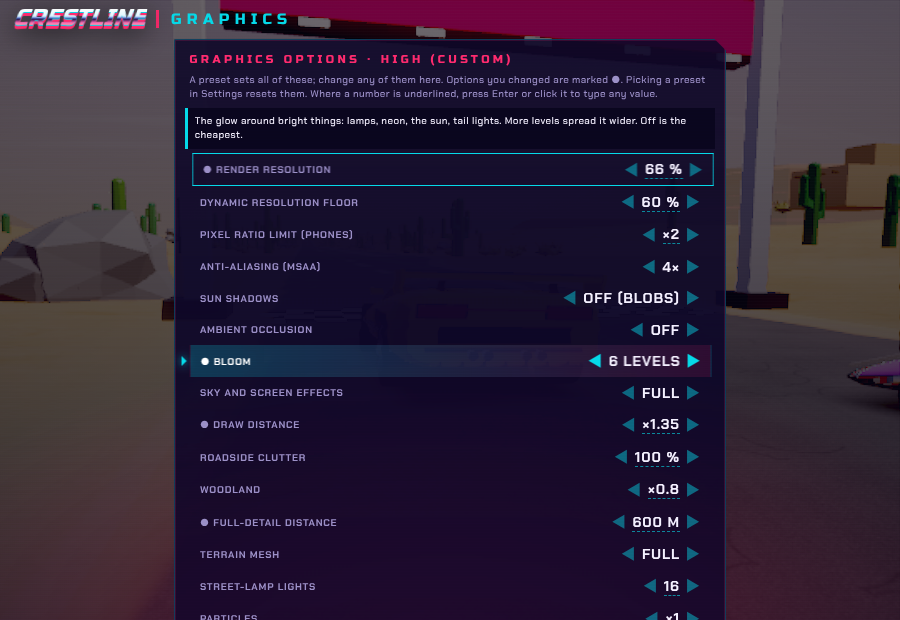 CRESTLINE | GRAPHICS
GRAPHICS OPTIONS · HIGH (CUSTOM)
A preset sets all of these; change any of them here. Options you changed are marked ●. Picking a preset
in Settings resets them. Where a number is underlined, press Enter or click it to type any value.
The glow around bright things: lamps, neon, the sun, tail lights. More levels spread it wider. Off is the
cheapest.
● RENDER RESOLUTION ◀ 66 % ▶
DYNAMIC RESOLUTION FLOOR ◀ 60 % ▶
PIXEL RATIO LIMIT (PHONES) ◀ ×2 ▶
ANTI-ALIASING (MSAA) ◀ 4× ▶
SUN SHADOWS ◀ OFF (BLOBS) ▶
AMBIENT OCCLUSION ◀ OFF ▶
● BLOOM ◀ 6 LEVELS ▶
SKY AND SCREEN EFFECTS ◀ FULL ▶
● DRAW DISTANCE ◀ ×1.35 ▶
ROADSIDE CLUTTER ◀ 100 % ▶
WOODLAND ◀ ×0.8 ▶
● FULL-DETAIL DISTANCE ◀ 600 M ▶
TERRAIN MESH ◀ FULL ▶
STREET-LAMP LIGHTS ◀ 16 ▶
PARTICLES ◀ ×1 ▶